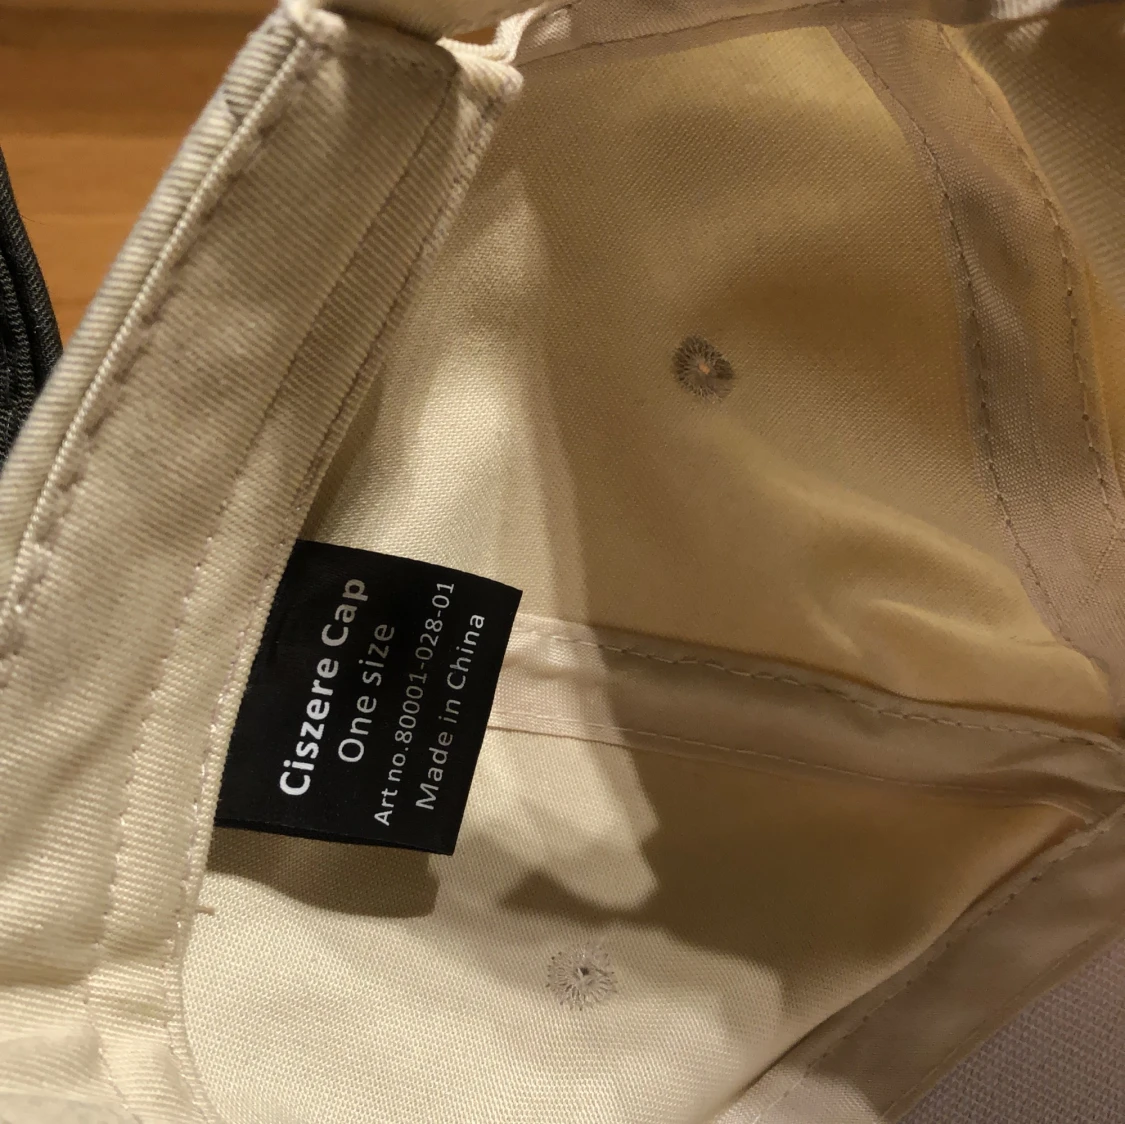 Ciszere Cap
One size
Art no.80001-028-01
Made in China